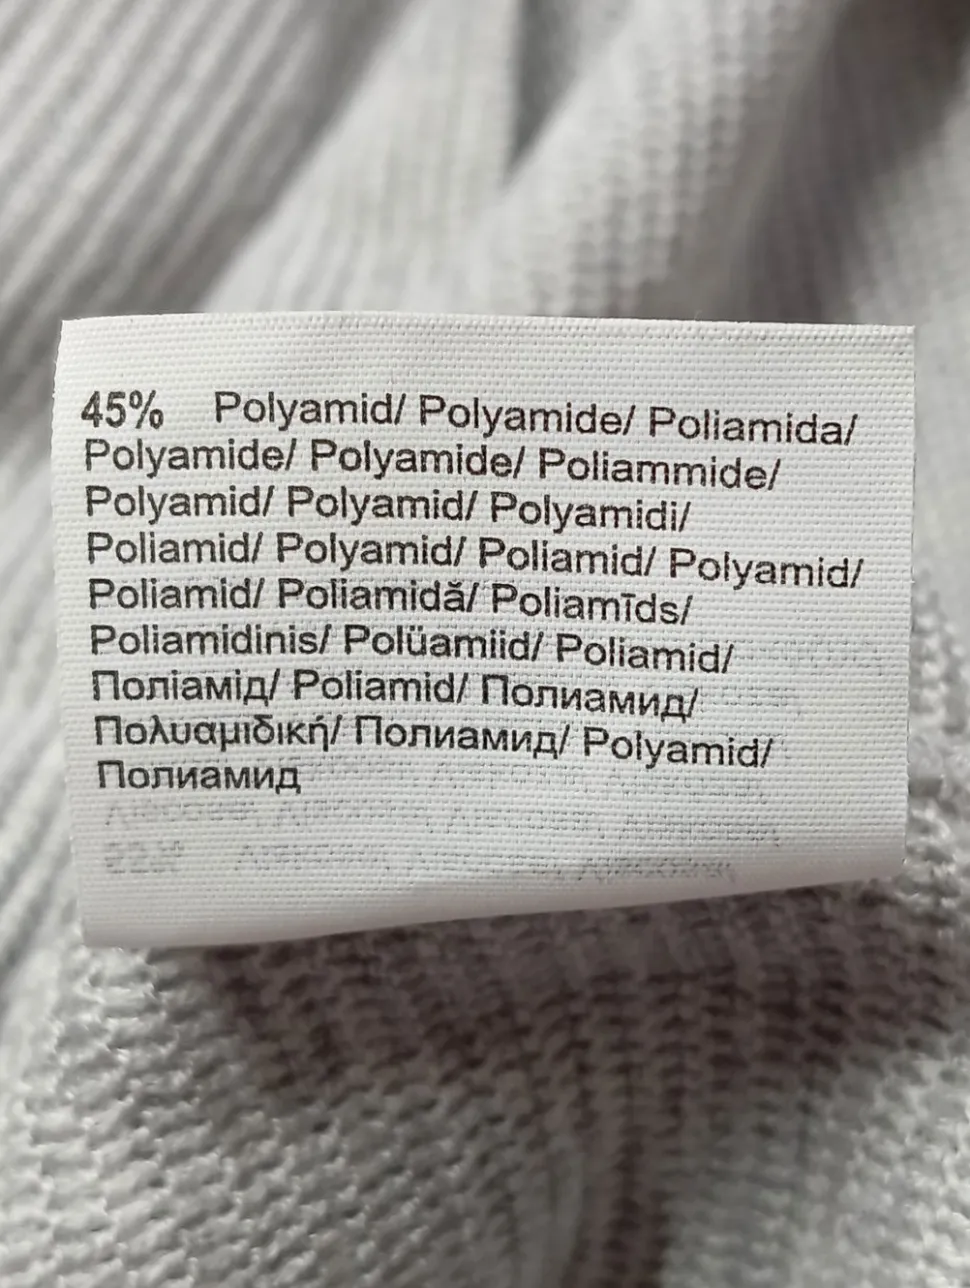 45% Polyamid/ Polyamide/ Poliamida/
Polyamide/ Polyamide/ Poliammide/
Polyamid/ Polyamid/ Polyamidi/
Poliamid/ Polyamid/ Poliamid/ Polyamid/
Poliamid/ Poliamidă/ Poliamīds/
Poliamidinis/ Polüamiid/ Poliamid/
Поліамід/ Poliamid/ Полиамид/
Πολυαμιδική/ Полиамид/ Polyamid/
Полиамид